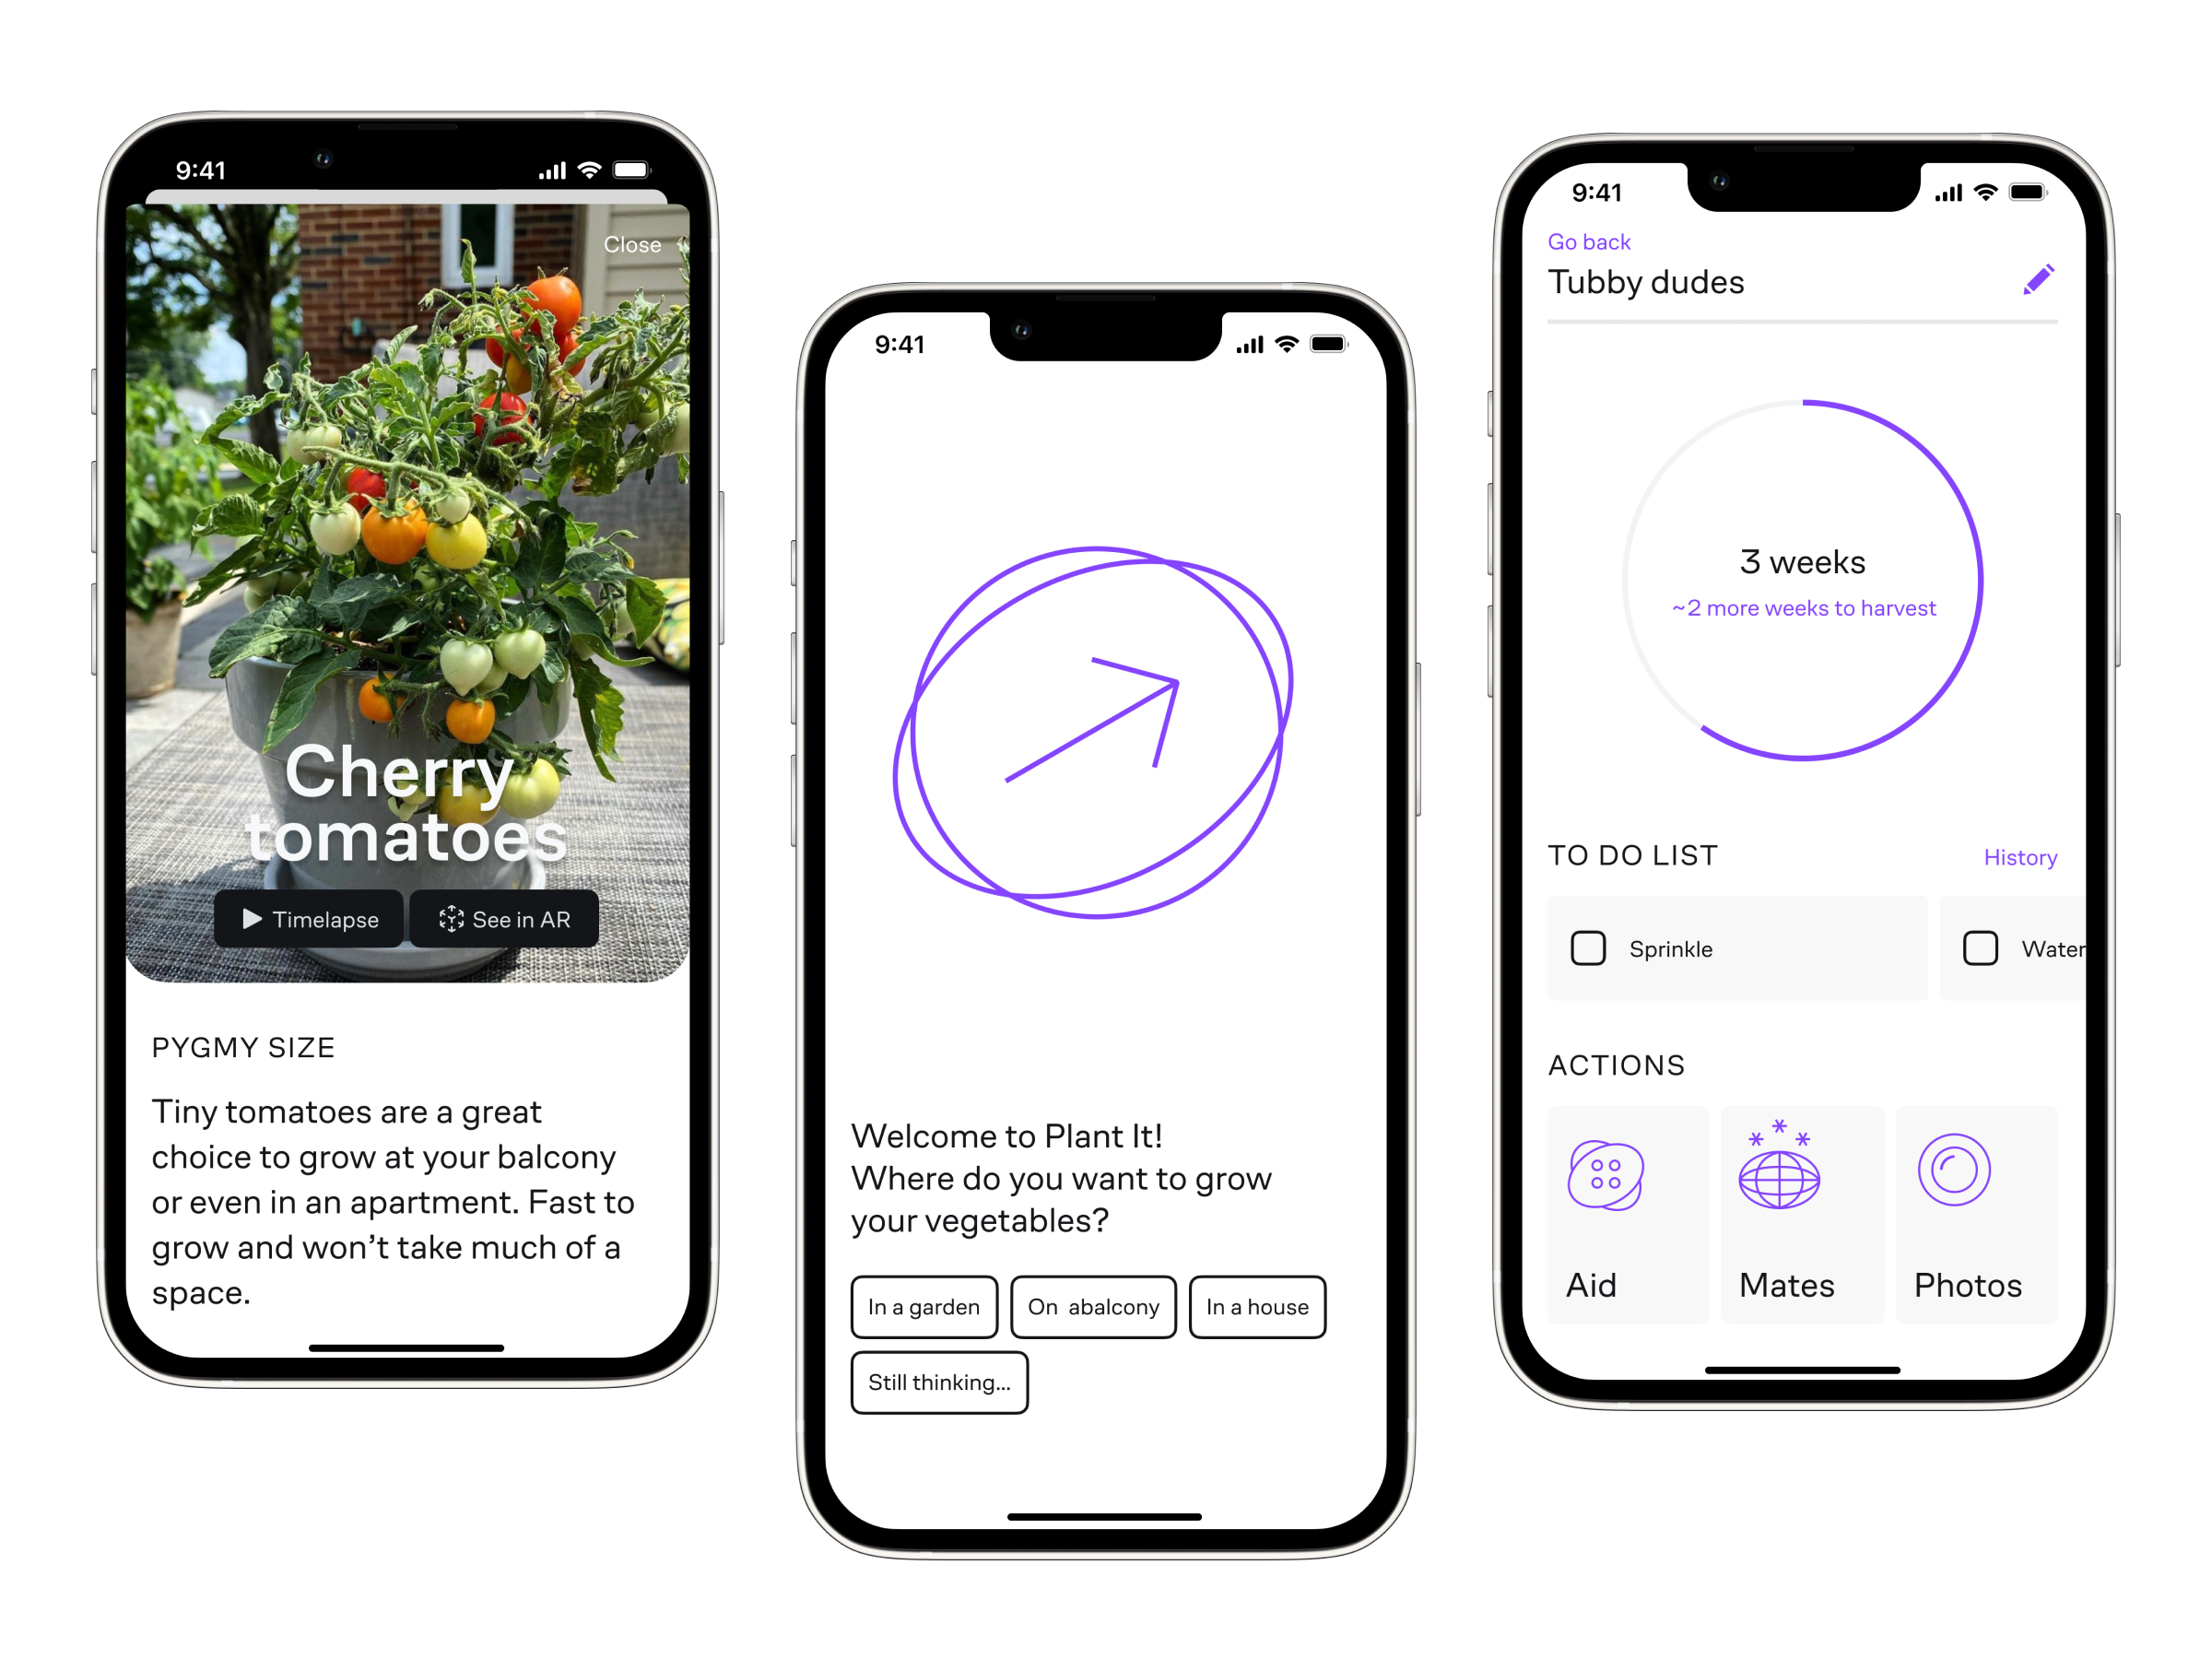 9:41
Close
Cherry
tomatoes
Timelapse
See in AR
PYGMY SIZE
Tiny tomatoes are a great
choice to grow at your balcony
or even in an apartment. Fast to
grow and won’t take much of a
space.
9:41
Welcome to Plant It!
Where do you want to grow
your vegetables?
In a garden
On  abalcony
In a house
Still thinking...
9:41
Go back
Tubby dudes
3 weeks
~2 more weeks to harvest
TO DO LIST
History
Sprinkle
Water
ACTIONS
Aid
Mates
Photos